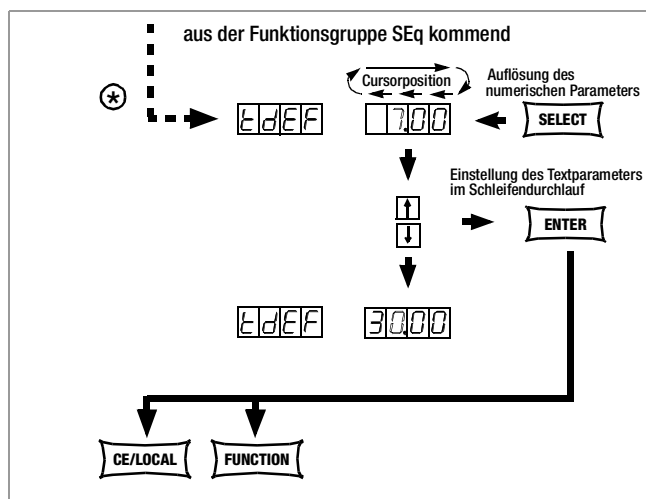 aus der Funktionsgruppe SEq kommend
Cursorposition
Auflösung des
numerischen Parameters
tdEF 7.00 SELECT
Einstellung des Textparameters
im Schleifendurchlauf
ENTER
tdEF 30.00
CE/LOCAL FUNCTION